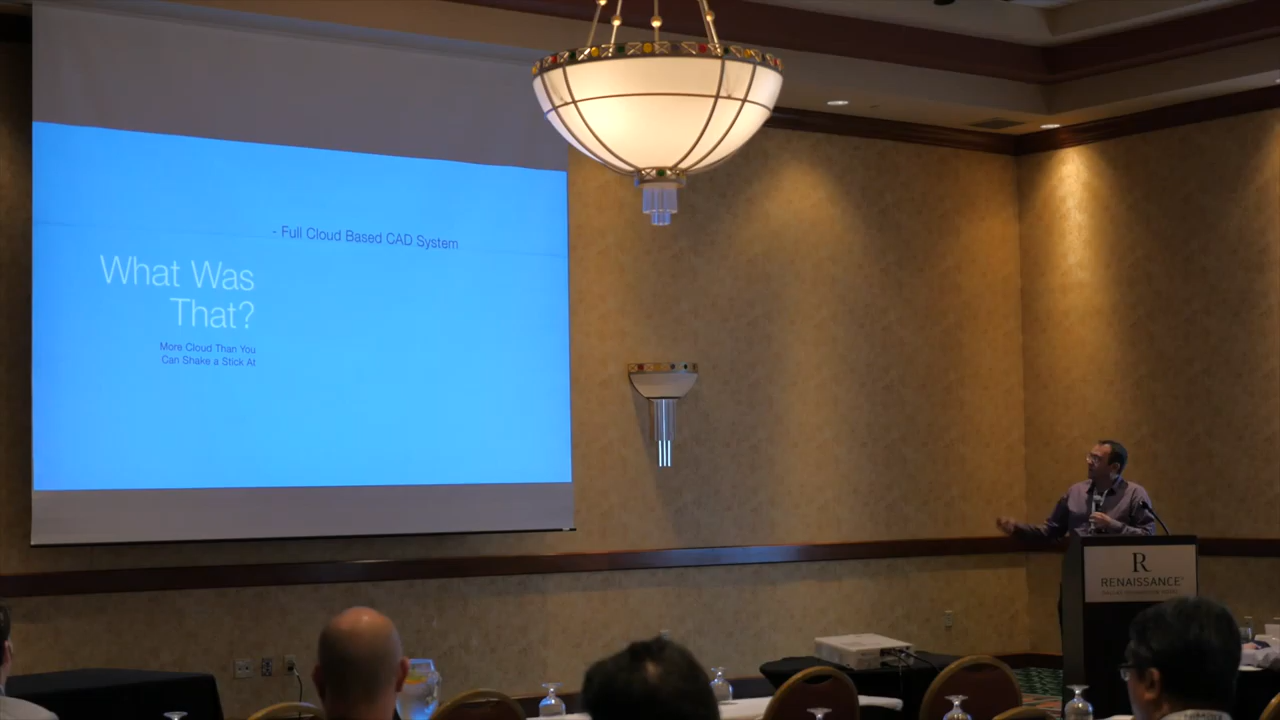 - Full Cloud Based CAD System
What Was
That?
More Cloud Than You
Can Shake a Stick At
R
RENAISSANCE